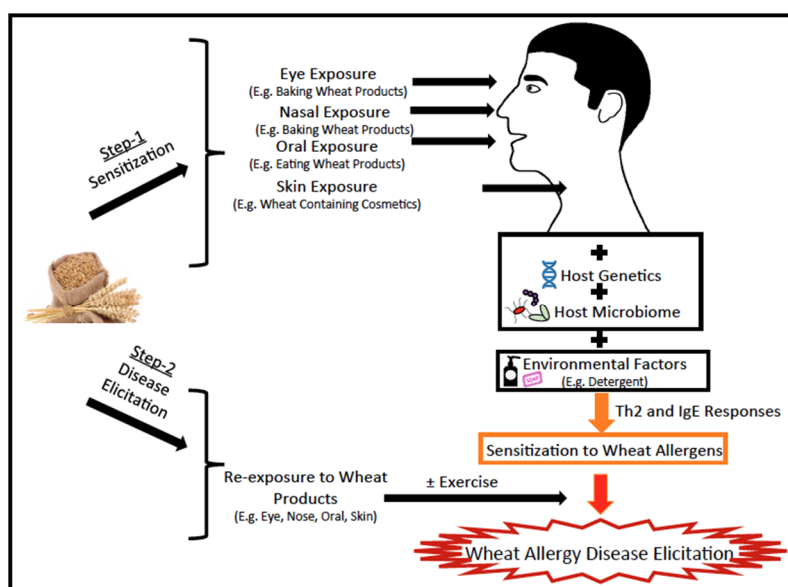 Step-1
Sensitization
Eye Exposure
(E.g. Baking Wheat Products)
Nasal Exposure
(E.g. Baking Wheat Products)
Oral Exposure
(E.g. Eating Wheat Products)
Skin Exposure
(E.g. Wheat Containing Cosmetics)
Host Genetics
Host Microbiome
SOAP
Environmental Factors
(E.g. Detergent)
Th2 and IgE Responses
Sensitization to Wheat Allergens
Step-2
Disease
Elicitation
Re-exposure to Wheat
Products
(E.g. Eye, Nose, Oral, Skin)
± Exercise
Wheat Allergy Disease Elicitation